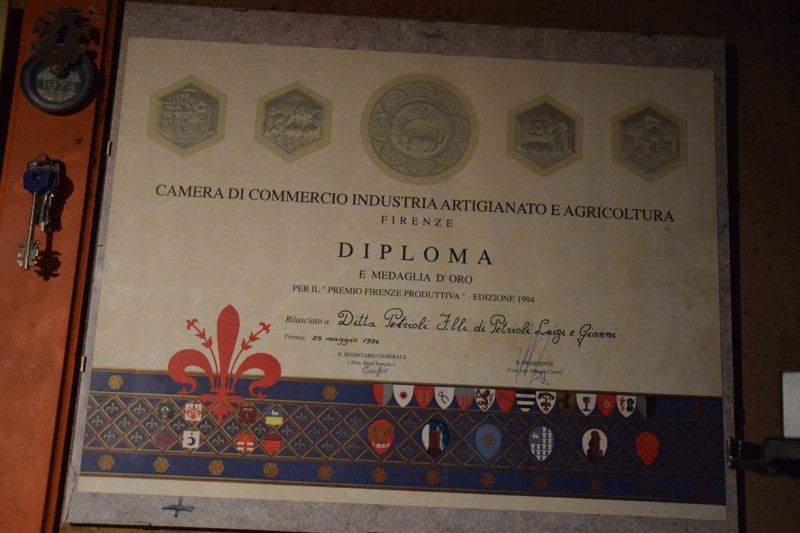 1978
CAMERA DI COMMERCIO INDUSTRIA ARTIGIANATO E AGRICOLTURA
FIRENZE
DIPLOMA
E MEDAGLIA D'ORO
PER IL "PREMIO FIRENZE PRODUTTIVA" - EDIZIONE 1994
Rilasciato a Ditta Petrioli F.lli di Petrioli Luigi e Gianni
Firenze, 25 maggio 1996
IL SEGRETARIO GENERALE
IL PRESIDENTE